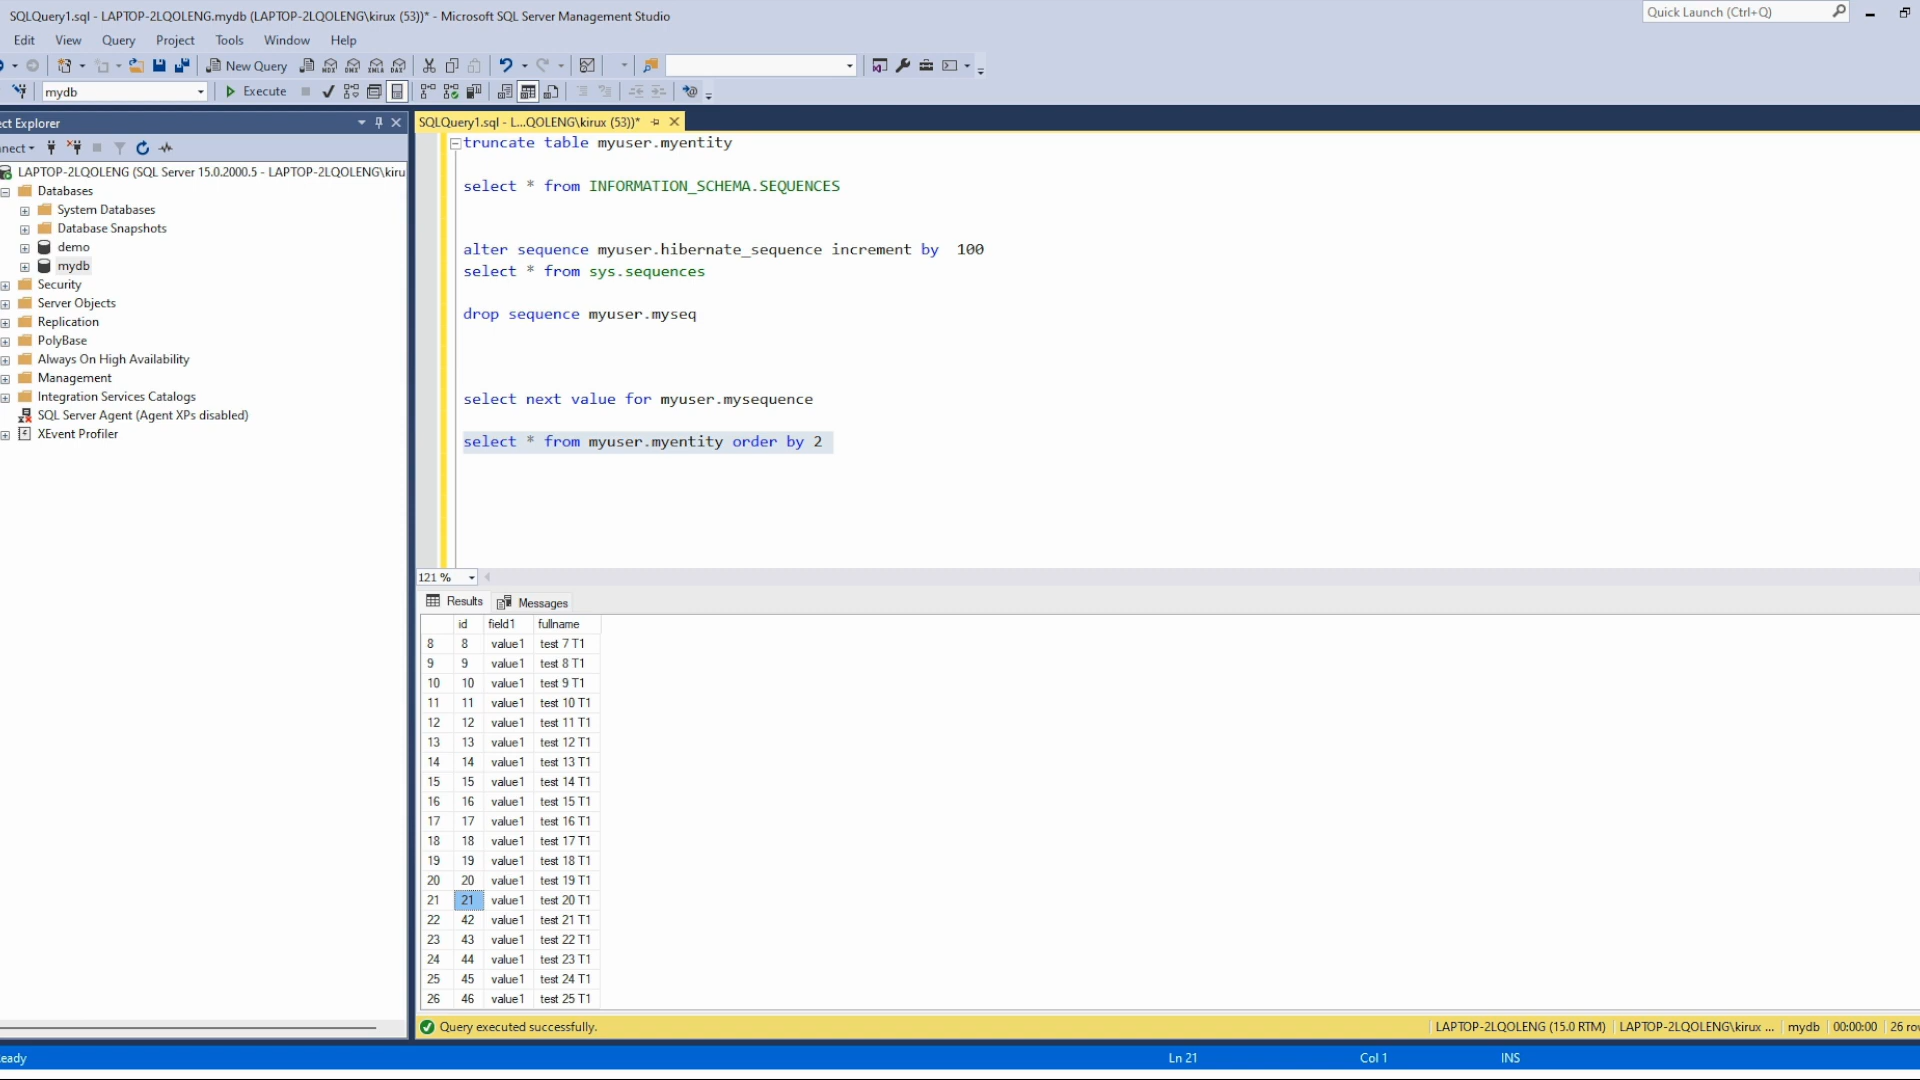 SQLQuery1.sql - LAPTOP-2LQOLENG.mydb (LAPTOP-2LQOLENG\kirux (53))* - Microsoft SQL Server Management Studio
Quick Launch (Ctrl+Q)
Edit View Query Project Tools Window Help
New Query
mydb Execute
ct Explorer
SQLQuery1.sql - L...QOLENG\kirux (53))*
nnect
LAPTOP-2LQOLENG (SQL Server 15.0.2000.5 - LAPTOP-2LQOLENG\kiru
Databases
System Databases
Database Snapshots
demo
mydb
Security
Server Objects
Replication
PolyBase
Always On High Availability
Management
Integration Services Catalogs
SQL Server Agent (Agent XPs disabled)
XEvent Profiler
truncate table myuser.myentity
select * from INFORMATION_SCHEMA.SEQUENCES
alter sequence myuser.hibernate_sequence increment by 100
select * from sys.sequences
drop sequence myuser.myseq
select next value for myuser.mysequence
select * from myuser.myentity order by 2
121 %
Results Messages
id field1 fullname
8 8 value1 test 7 T1
9 9 value1 test 8 T1
10 10 value1 test 9 T1
11 11 value1 test 10 T1
12 12 value1 test 11 T1
13 13 value1 test 12 T1
14 14 value1 test 13 T1
15 15 value1 test 14 T1
16 16 value1 test 15 T1
17 17 value1 test 16 T1
18 18 value1 test 17 T1
19 19 value1 test 18 T1
20 20 value1 test 19 T1
21 21 value1 test 20 T1
22 42 value1 test 21 T1
23 43 value1 test 22 T1
24 44 value1 test 23 T1
25 45 value1 test 24 T1
26 46 value1 test 25 T1
Query executed successfully.
LAPTOP-2LQOLENG (15.0 RTM) LAPTOP-2LQOLENG\kirux ... mydb 00:00:00 26 ro
eady Ln 21 Col 1 INS